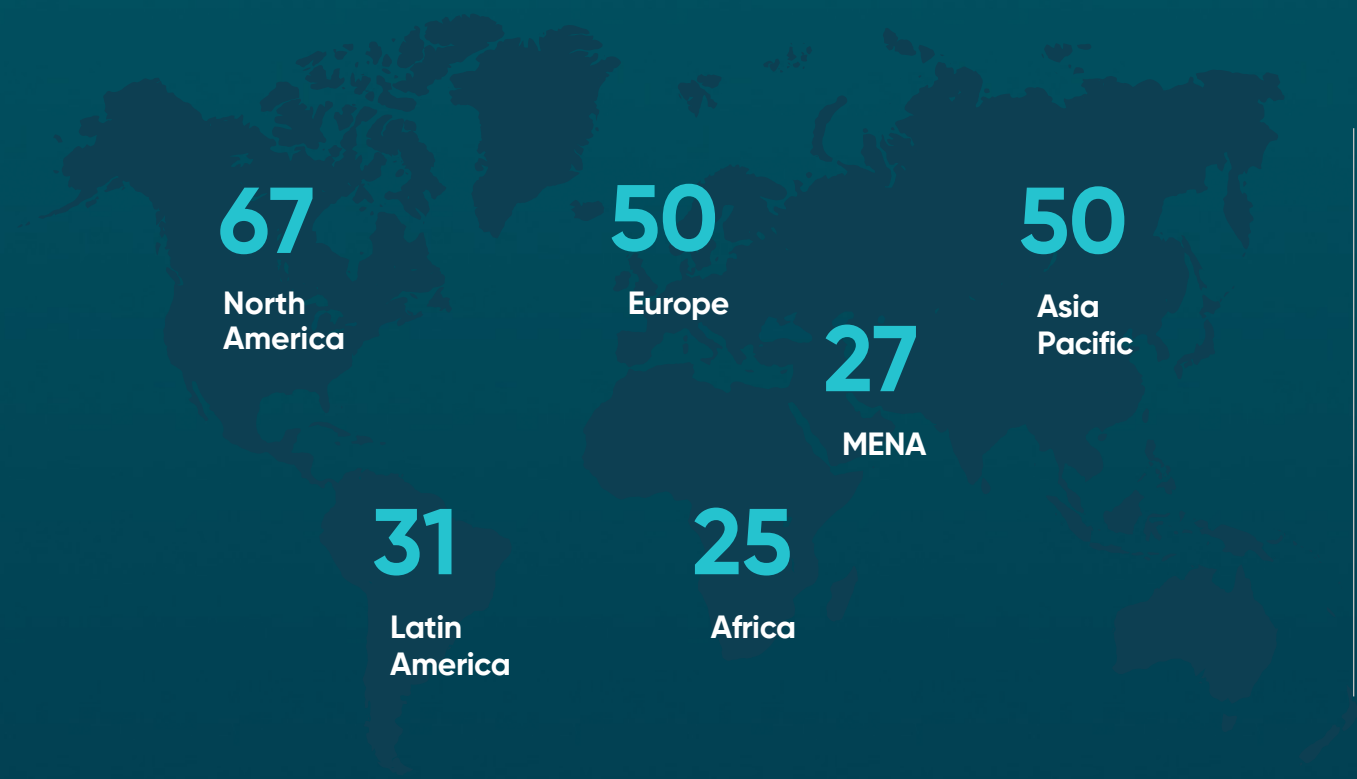 67
North
America
50
Europe
50
Asia
Pacific
27
MENA
31
Latin
America
25
Africa